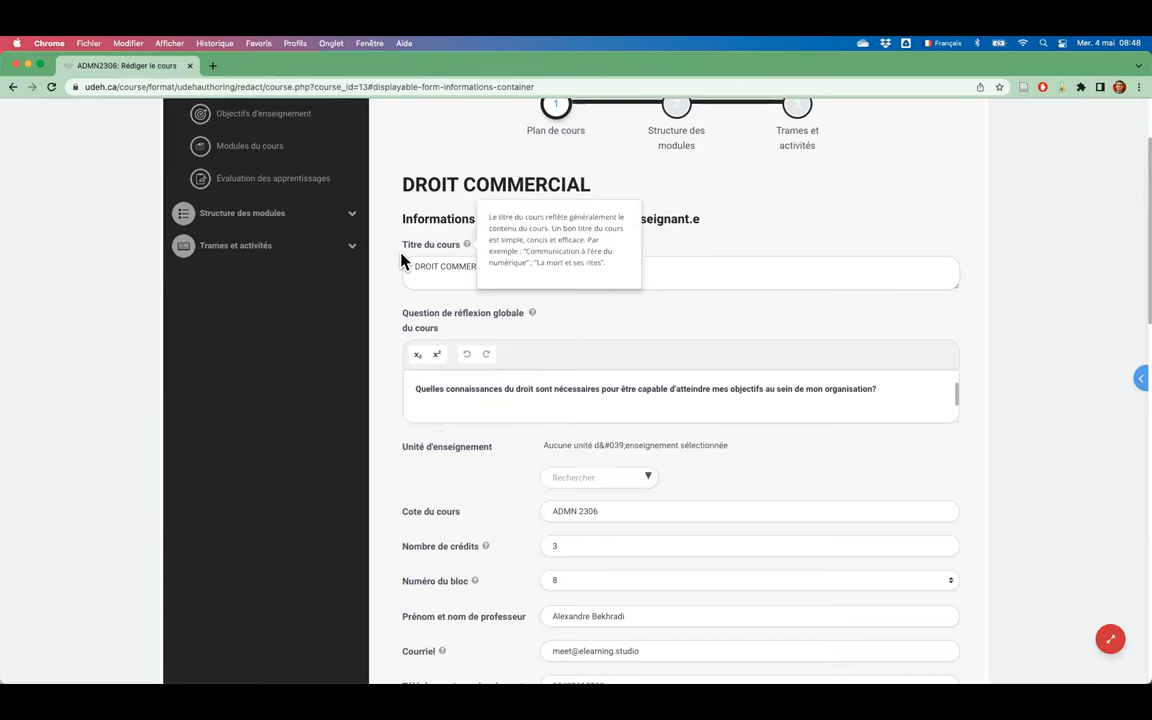 Chrome Fichier Modifier Afficher Historique Favoris Profils Onglet Fenêtre Aide Français Mer. 4 mai 08:48
ADMN2306: Rédiger le cours
udeh.ca/course/format/udehauthoring/redact/course.php?course_id=13#displayable-form-informations-container
Objectifs d'enseignement
Modules du cours
Évaluation des apprentissages
Structure des modules
Trames et activités
1 2 3
Plan de cours
Structure des
modules
Trames et
activités
DROIT COMMERCIAL
Informations
seignant.e
Le titre du cours reflète généralement le
contenu du cours. Un bon titre du cours
est simple, concis et efficace. Par
exemple : "Communication à l'ère du
numérique" ; "La mort et ses rites".
Titre du cours
DROIT COMMER
Question de réflexion globale
du cours
x₂ x²
Quelles connaissances du droit sont nécessaires pour être capable d'atteindre mes objectifs au sein de mon organisation?
Unité d'enseignement Aucune unité d&#039;enseignement sélectionnée
Rechercher
Cote du cours ADMN 2306
Nombre de crédits 3
Numéro du bloc 8
Prénom et nom de professeur Alexandre Bekhradi
Courriel meet@elearning.studio